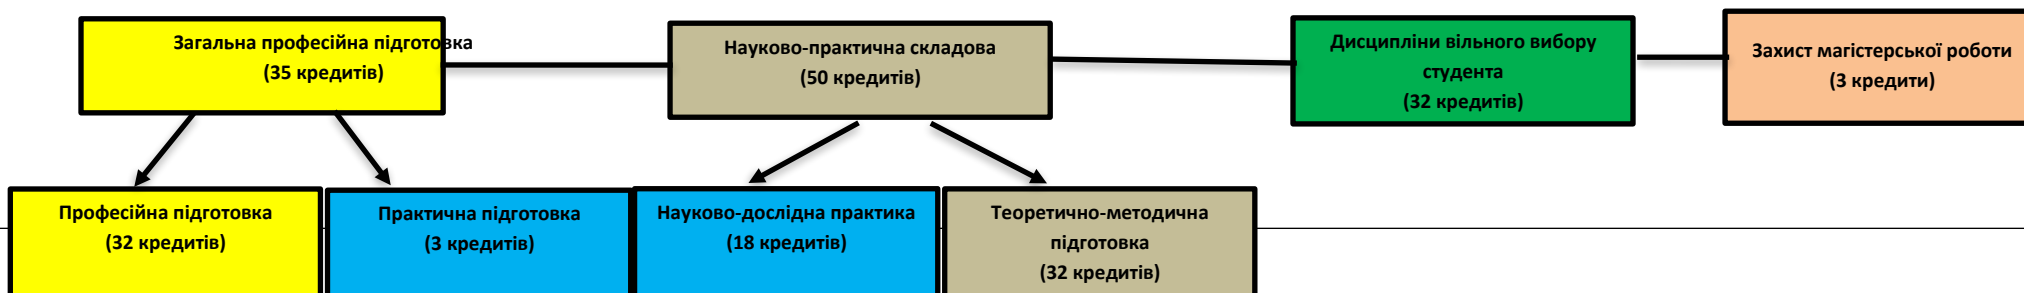 Загальна професійна підготовка
(35 кредитів)
Науково-практична складова
(50 кредитів)
Дисципліни вільного вибору
студента
(32 кредитів)
Захист магістерської роботи
(3 кредити)
Професійна підготовка
(32 кредитів)
Практична підготовка
(3 кредитів)
Науково-дослідна практика
(18 кредитів)
Теоретично-методична
підготовка
(32 кредитів)